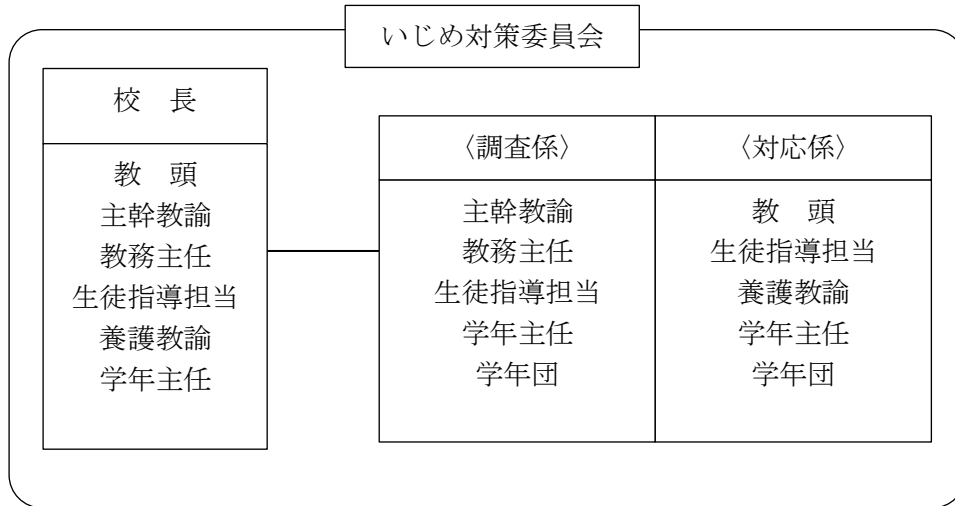 いじめ対策委員会
校　長
教　頭
主幹教諭
教務主任
生徒指導担当
養護教諭
学年主任
〈調査係〉
主幹教諭
教務主任
生徒指導担当
学年主任
学年団
〈対応係〉
教　頭
生徒指導担当
養護教諭
学年主任
学年団